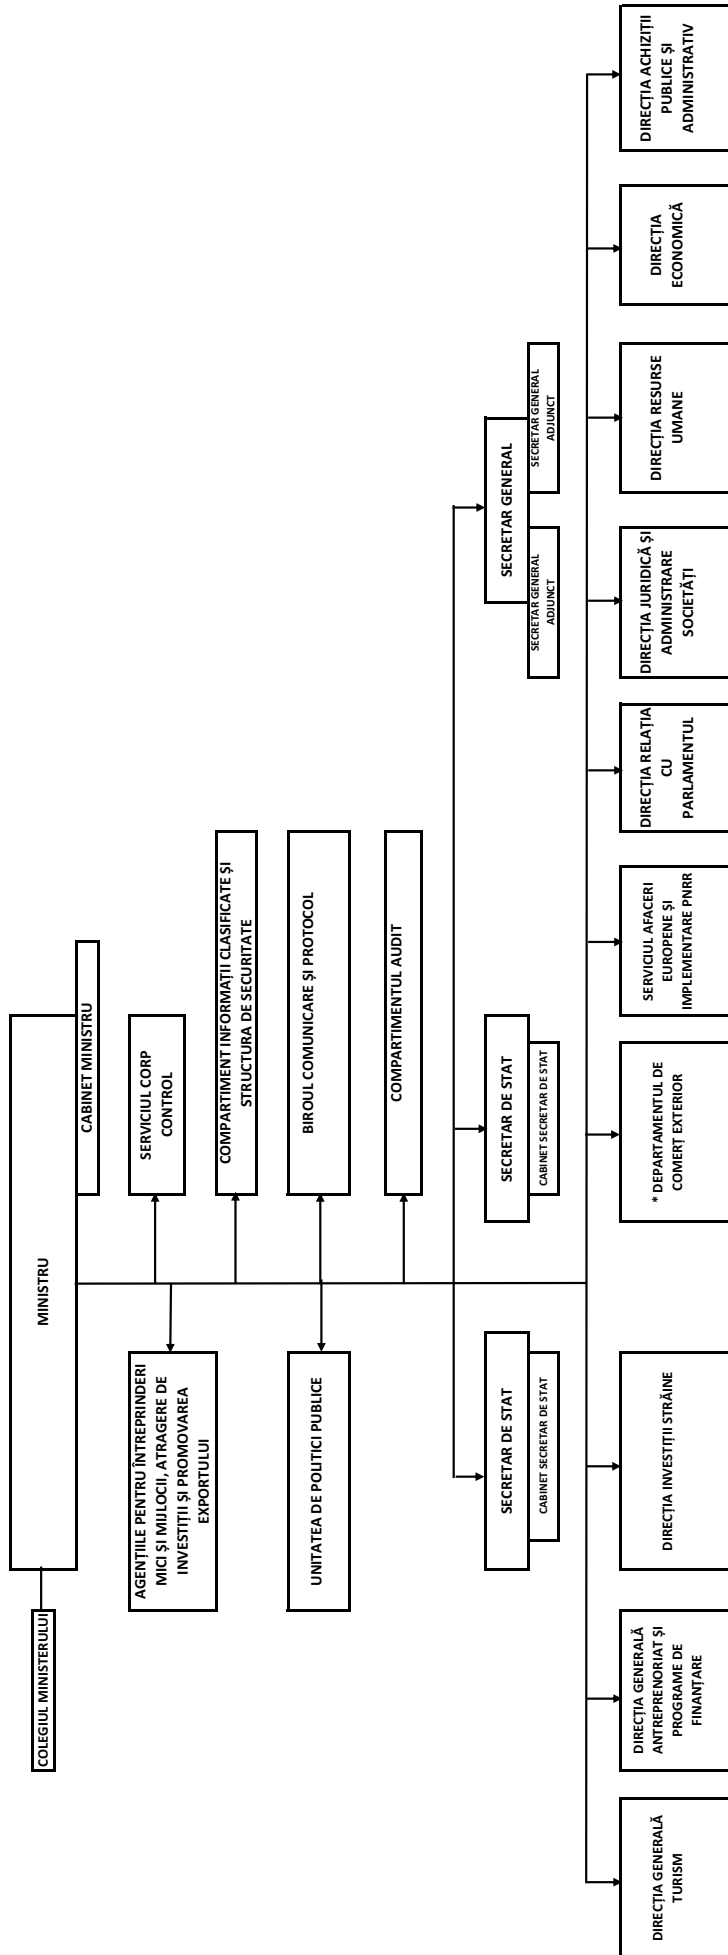 COLEGIUL MINISTERULUI
MINISTRU
CABINET MINISTRU
AGENȚIILE PENTRU ÎNTREPRINDERI
MICI ȘI MIJLOCII, ATRAGERE DE
INVESTIȚII ȘI PROMOVAREA
EXPORTULUI
SERVICIUL CORP
CONTROL
COMPARTIMENT INFORMAȚII CLASIFICATE ȘI
STRUCTURA DE SECURITATE
UNITATEA DE POLITICI PUBLICE
BIROUL COMUNICARE ȘI PROTOCOL
COMPARTIMENTUL AUDIT
SECRETAR DE STAT
CABINET SECRETAR DE STAT
SECRETAR DE STAT
CABINET SECRETAR DE STAT
SECRETAR GENERAL
SECRETAR GENERAL
ADJUNCT
SECRETAR GENERAL
ADJUNCT
DIRECȚIA GENERALĂ
TURISM
DIRECȚIA GENERALĂ
ANTREPRENORIAT ȘI
PROGRAME DE
FINANȚARE
DIRECȚIA INVESTIȚII STRĂINE
* DEPARTAMENTUL DE
COMERȚ EXTERIOR
SERVICIUL AFACERI
EUROPENE ȘI
IMPLEMENTARE PNRR
DIRECȚIA RELAȚIA
CU
PARLAMENTUL
DIRECȚIA JURIDICĂ ȘI
ADMINISTRARE
SOCIETĂȚI
DIRECȚIA RESURSE
UMANE
DIRECȚIA
ECONOMICĂ
DIRECȚIA ACHIZIȚII
PUBLICE ȘI
ADMINISTRATIV